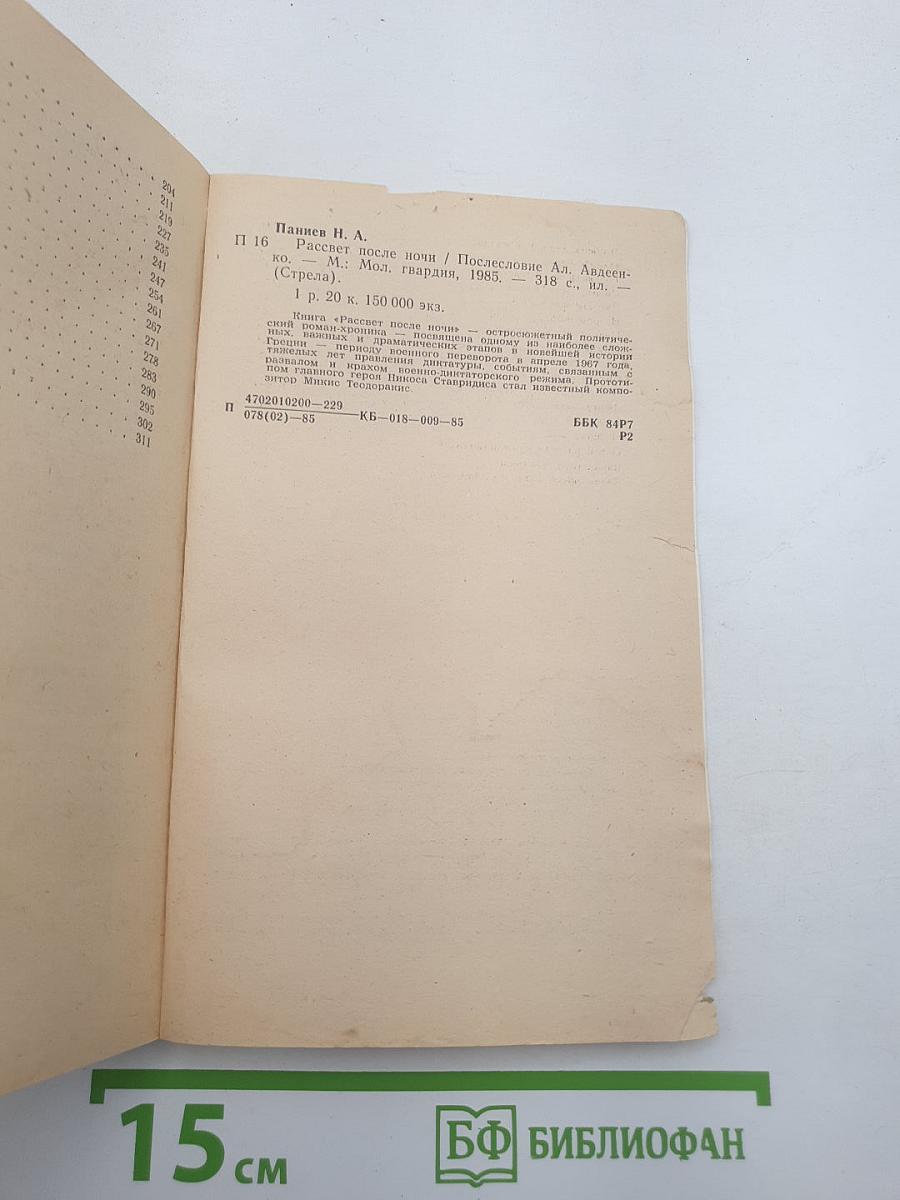 204
211
219
227
235
241
247
254
261
267
271
278
283
290
295
302
311
Паниев Н. А.
П 16 Рассвет после ночи / Послесловие Ал. Авдеен-
ко. — М.: Мол. гвардия, 1985. — 318 с., ил. —
(Стрела).
1 р. 20 к. 150 000 экз.
Книга «Рассвет после ночи» — остросюжетный политиче-
ский роман-хроника — посвящена одному из наиболее слож-
ных, важных и драматических этапов в новейшей истории
Греции — периоду военного переворота в апреле 1967 года,
тяжелых лет правления диктатуры, событиям, связанным с
развалом и крахом военно-диктаторского режима. Прототи-
пом главного героя Никоса Ставридиса стал известный компо-
зитор Микис Теодоракис.
П 4702010200—229
078(02)—85 КБ—018—009—85 ББК 84Р7
Р2
15 см
БФ БИБЛИОФАН